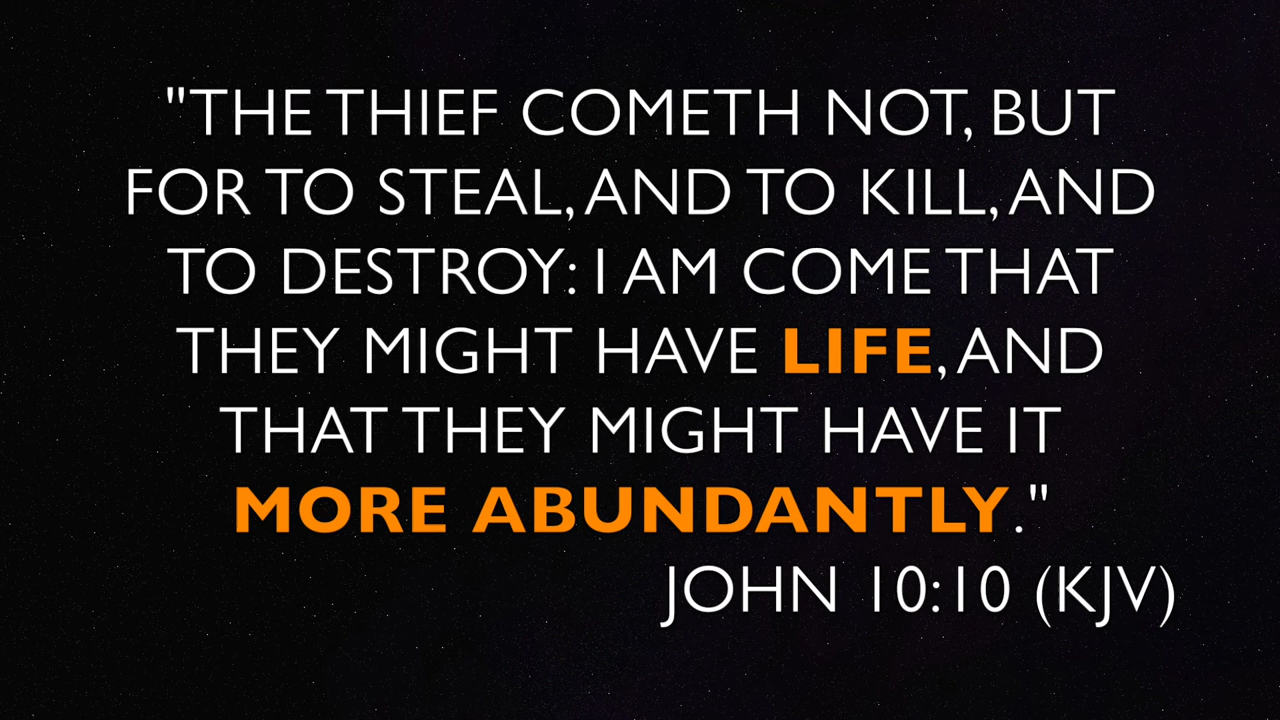 "THE THIEF COMETH NOT, BUT
FOR TO STEAL, AND TO KILL, AND
TO DESTROY: I AM COME THAT
THEY MIGHT HAVE LIFE, AND
THAT THEY MIGHT HAVE IT
MORE ABUNDANTLY."
JOHN 10:10 (KJV)